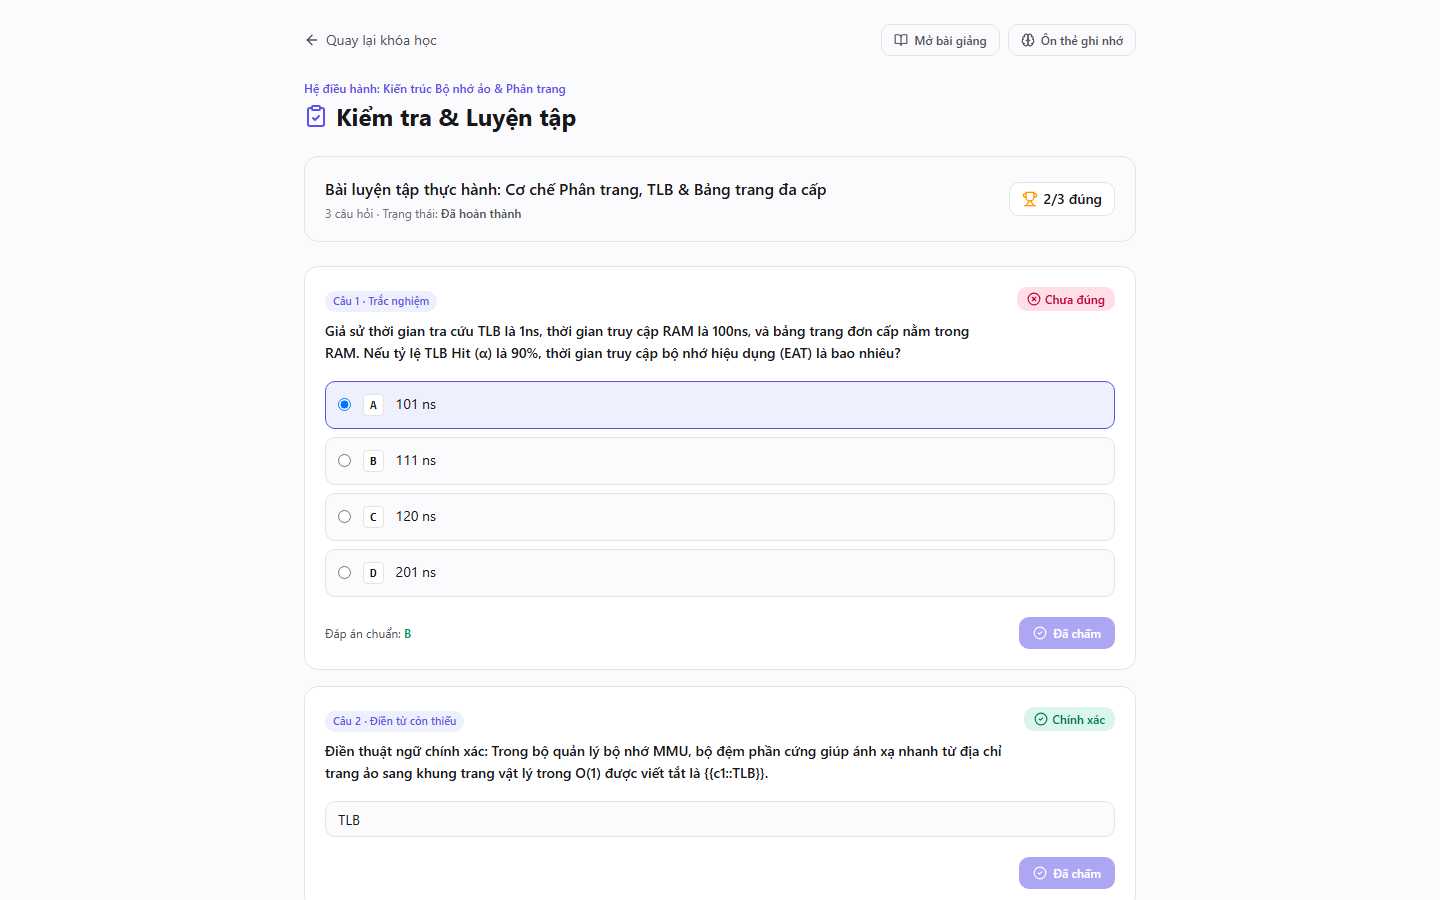 Quay lại khóa học
Mở bài giảng
Ôn thẻ ghi nhớ
Hệ điều hành: Kiến trúc Bộ nhớ ảo & Phân trang
Kiểm tra & Luyện tập
Bài luyện tập thực hành: Cơ chế Phân trang, TLB & Bảng trang đa cấp
3 câu hỏi · Trạng thái: Đã hoàn thành
2/3 đúng
Câu 1 · Trắc nghiệm
Chưa đúng
Giả sử thời gian tra cứu TLB là 1ns, thời gian truy cập RAM là 100ns, và bảng trang đơn cấp nằm trong
RAM. Nếu tỷ lệ TLB Hit (α) là 90%, thời gian truy cập bộ nhớ hiệu dụng (EAT) là bao nhiêu?
A 101 ns
B 111 ns
C 120 ns
D 201 ns
Đáp án chuẩn: B
Đã chấm
Câu 2 · Điền từ còn thiếu
Chính xác
Điền thuật ngữ chính xác: Trong bộ quản lý bộ nhớ MMU, bộ đệm phần cứng giúp ánh xạ nhanh từ địa chỉ
trang ảo sang khung trang vật lý trong O(1) được viết tắt là {{c1::TLB}}.
TLB
Đã chấm